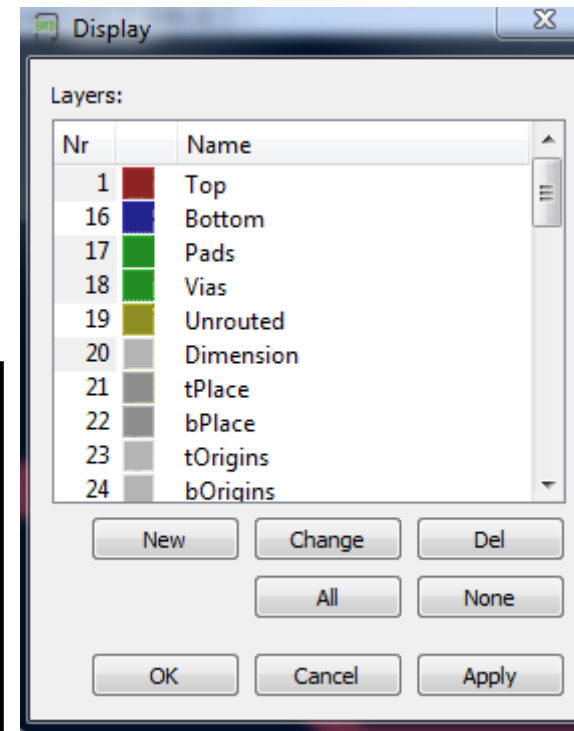 BRD Display
Layers:
Nr Name
1 Top
16 Bottom
17 Pads
18 Vias
19 Unrouted
20 Dimension
21 tPlace
22 bPlace
23 tOrigins
24 bOrigins
New Change Del
All None
OK Cancel Apply